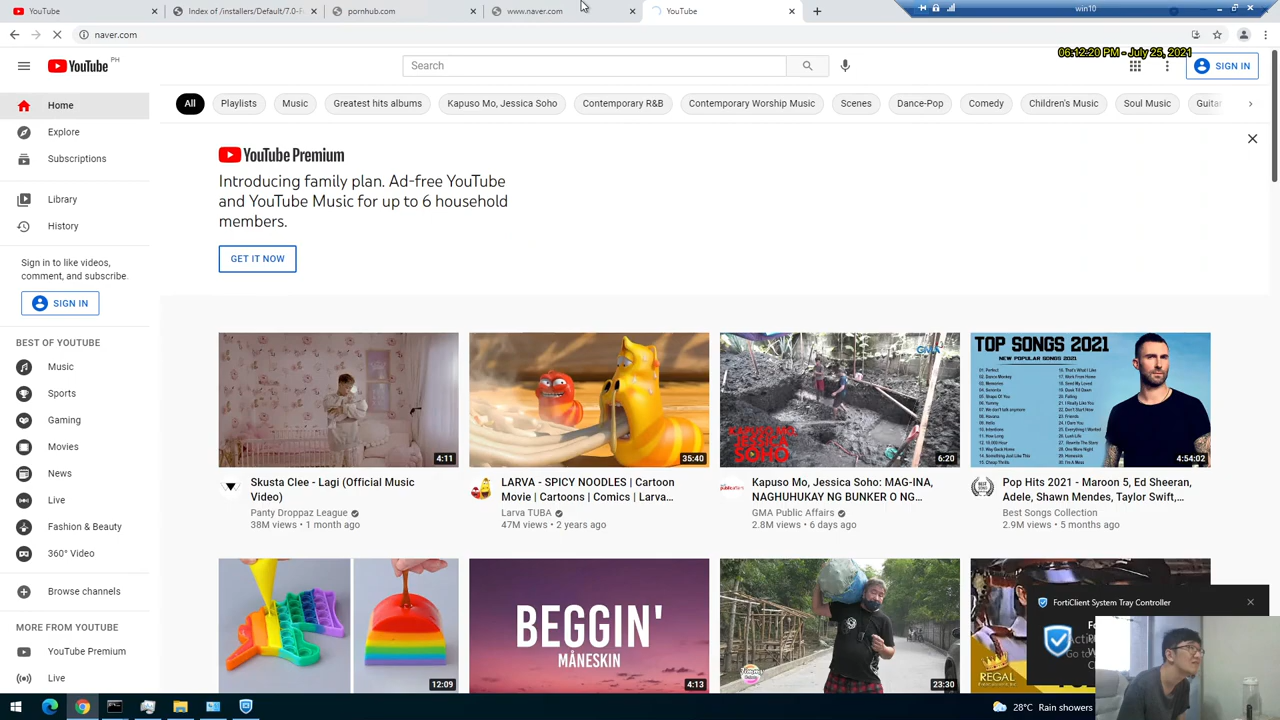 YouTube
Index of /installers/Default/7.0-F
pornhub.com
www.naver.com
YouTube
win10
naver.com
06:12:20 PM - July 25, 2021
YouTube PH
Search
SIGN IN
Home
Explore
Subscriptions
Library
History
Sign in to like videos,
comment, and subscribe.
SIGN IN
BEST OF YOUTUBE
Music
Sports
Gaming
Movies
News
Live
Fashion & Beauty
360° Video
Browse channels
MORE FROM YOUTUBE
YouTube Premium
Live
All
Playlists
Music
Greatest hits albums
Kapuso Mo, Jessica Soho
Contemporary R&B
Contemporary Worship Music
Scenes
Dance-Pop
Comedy
Children's Music
Soul Music
Guitar
YouTube Premium
Introducing family plan. Ad-free YouTube
and YouTube Music for up to 6 household
members.
GET IT NOW
4:11
Skusta Clee - Lagi (Official Music
Video)
Panty Droppaz League
38M views • 1 month ago
35:40
LARVA - SPICY NOODLES | Cartoon
Movie | Cartoons | Comics | Larva...
Larva TUBA
47M views • 2 years ago
GMA
KAPUSO MO
JESSICA
SOHO
6:20
Kapuso Mo, Jessica Soho: MAG-INA,
NAGHUHUKAY NG BUNKER O NG...
GMA Public Affairs
2.8M views • 6 days ago
TOP SONGS 2021
NEW POPULAR SONGS 2021
4:54:02
Pop Hits 2021 - Maroon 5, Ed Sheeran,
Adele, Shawn Mendes, Taylor Swift,...
Best Songs Collection
2.9M views • 5 months ago
12:09
BEGGIN'
MÅNESKIN
4:13
23:30
REGAL
FortiClient System Tray Controller
28°C Rain showers